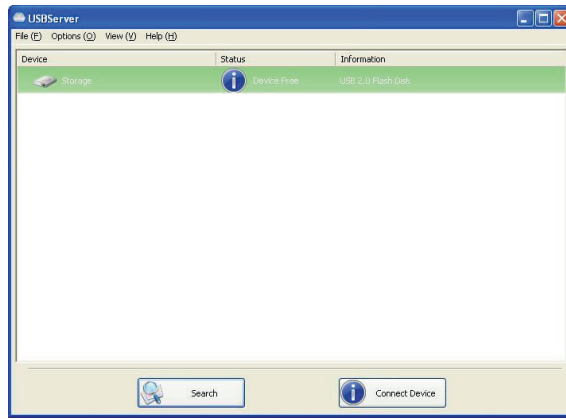 USBServer
File (F) Options (O) View (V) Help (H)
Device Status Information
Storage Device Free USB 2.0 Flash Disk
Search Connect Device